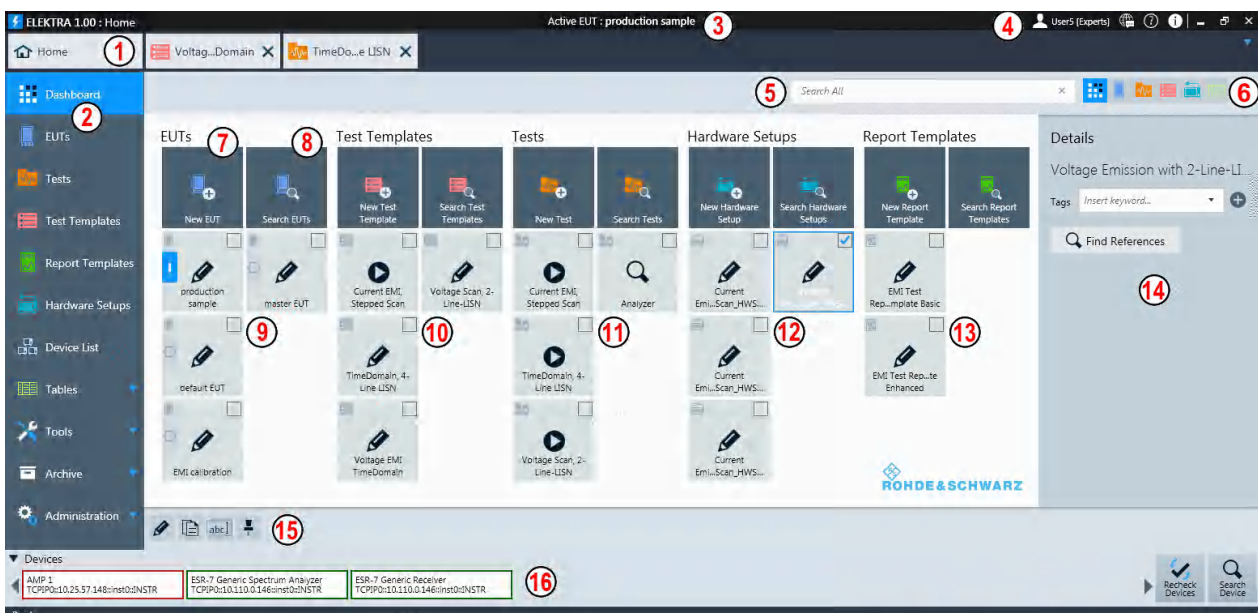 ELEKTRA 1.00 : Home
Active EUT : production sample
3
4
User5 (Experts)
Home
1
Voltag...Domain
TimeDo...e LISN
Dashboard
2
5
Search All
6
EUTs
Tests
Test Templates
Report Templates
Hardware Setups
Device List
Tables
Tools
Archive
Administration
EUTs
7
8
Test Templates
Tests
Hardware Setups
Report Templates
New EUT
Search EUTs
New Test Template
Search Test Templates
New Test
Search Tests
New Hardware Setup
Search Hardware Setups
New Report Template
Search Report Templates
production sample
master EUT
Current EMI, Stepped Scan
Voltage Scan, 2-Line-LISN
Current EMI, Stepped Scan
Analyzer
Current Emi...Scan_HWS...
EMI Test Rep...mplate Basic
9
10
11
12
13
default EUT
TimeDomain, 4-Line LISN
TimeDomain, 4-Line LISN
Current Emi...Scan_HWS...
EMI Test Rep...te Enhanced
EMI calibration
Voltage EMI TimeDomain
Voltage Scan, 2-Line-LISN
Current Emi...Scan_HWS...
ROHDE&SCHWARZ
Details
Voltage Emission with 2-Line-LI...
Tags
Insert keyword...
Find References
14
abc
15
Devices
AMP 1
TCPIP0::10.25.57.148::inst0::INSTR
ESR-7 Generic Spectrum Analyzer
TCPIP0::10.110.0.146::inst0::INSTR
ESR-7 Generic Receiver
TCPIP0::10.110.0.146::inst0::INSTR
16
Recheck Devices
Search Device